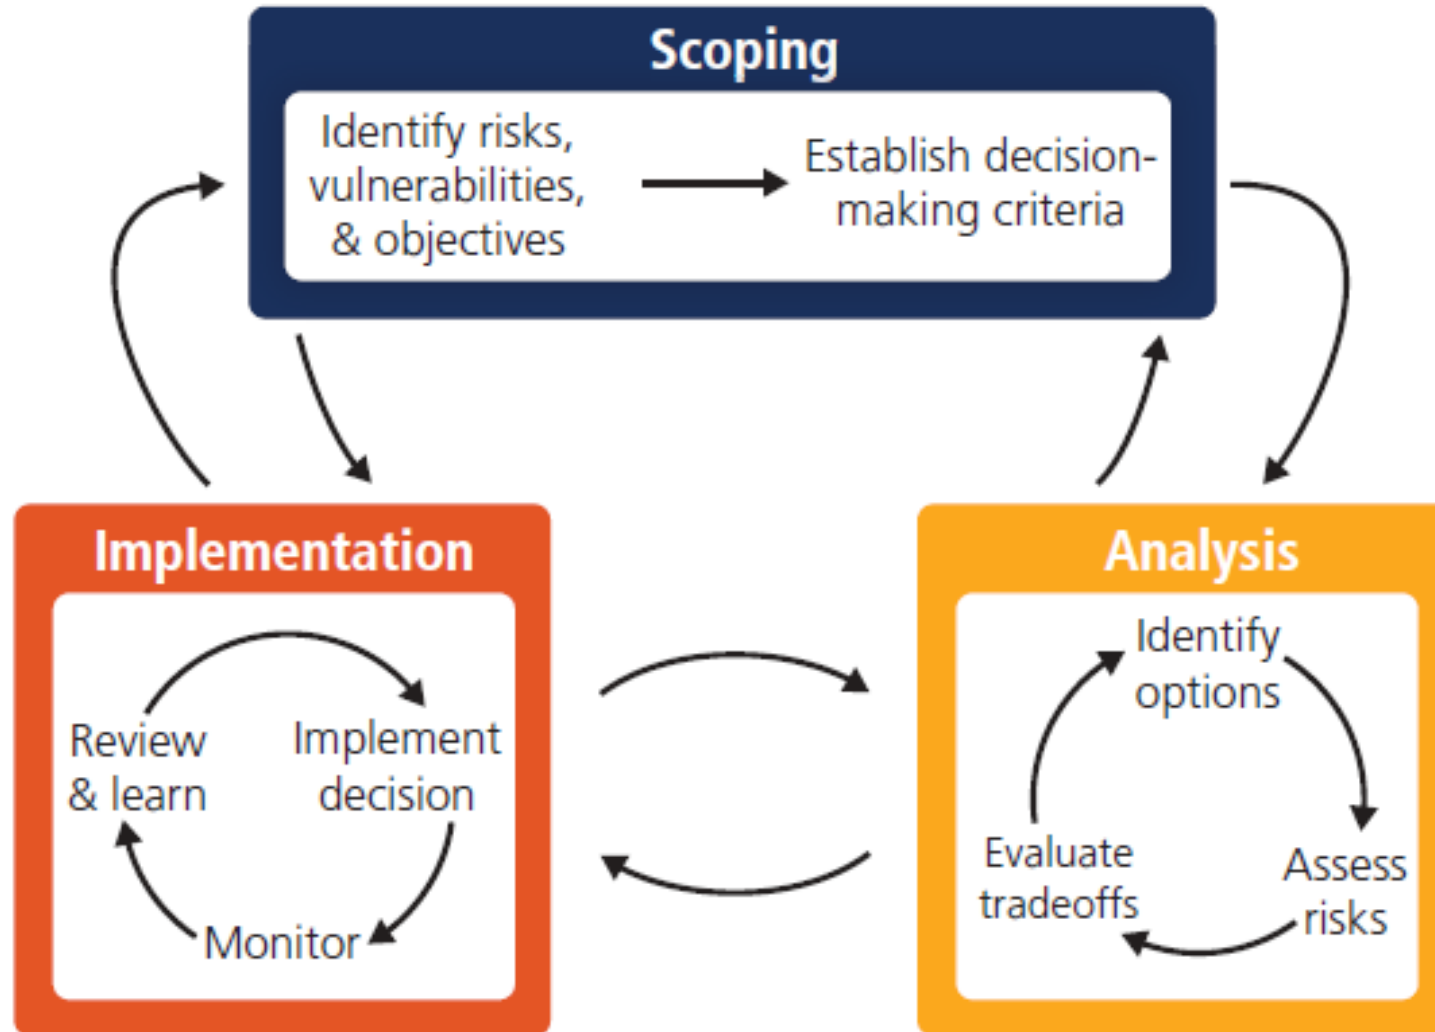 Scoping
Identify risks,
vulnerabilities,
& objectives
Establish decision-
making criteria
Implementation
Review
& learn
Implement
decision
Monitor
Analysis
Identify
options
Evaluate
tradeoffs
Assess
risks